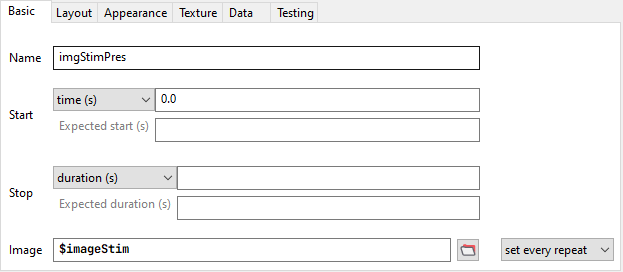 Basic Layout Appearance Texture Data Testing
Name imgStimPres
Start time (s) 0.0
Expected start (s)
Stop duration (s)
Expected duration (s)
Image $imageStim set every repeat